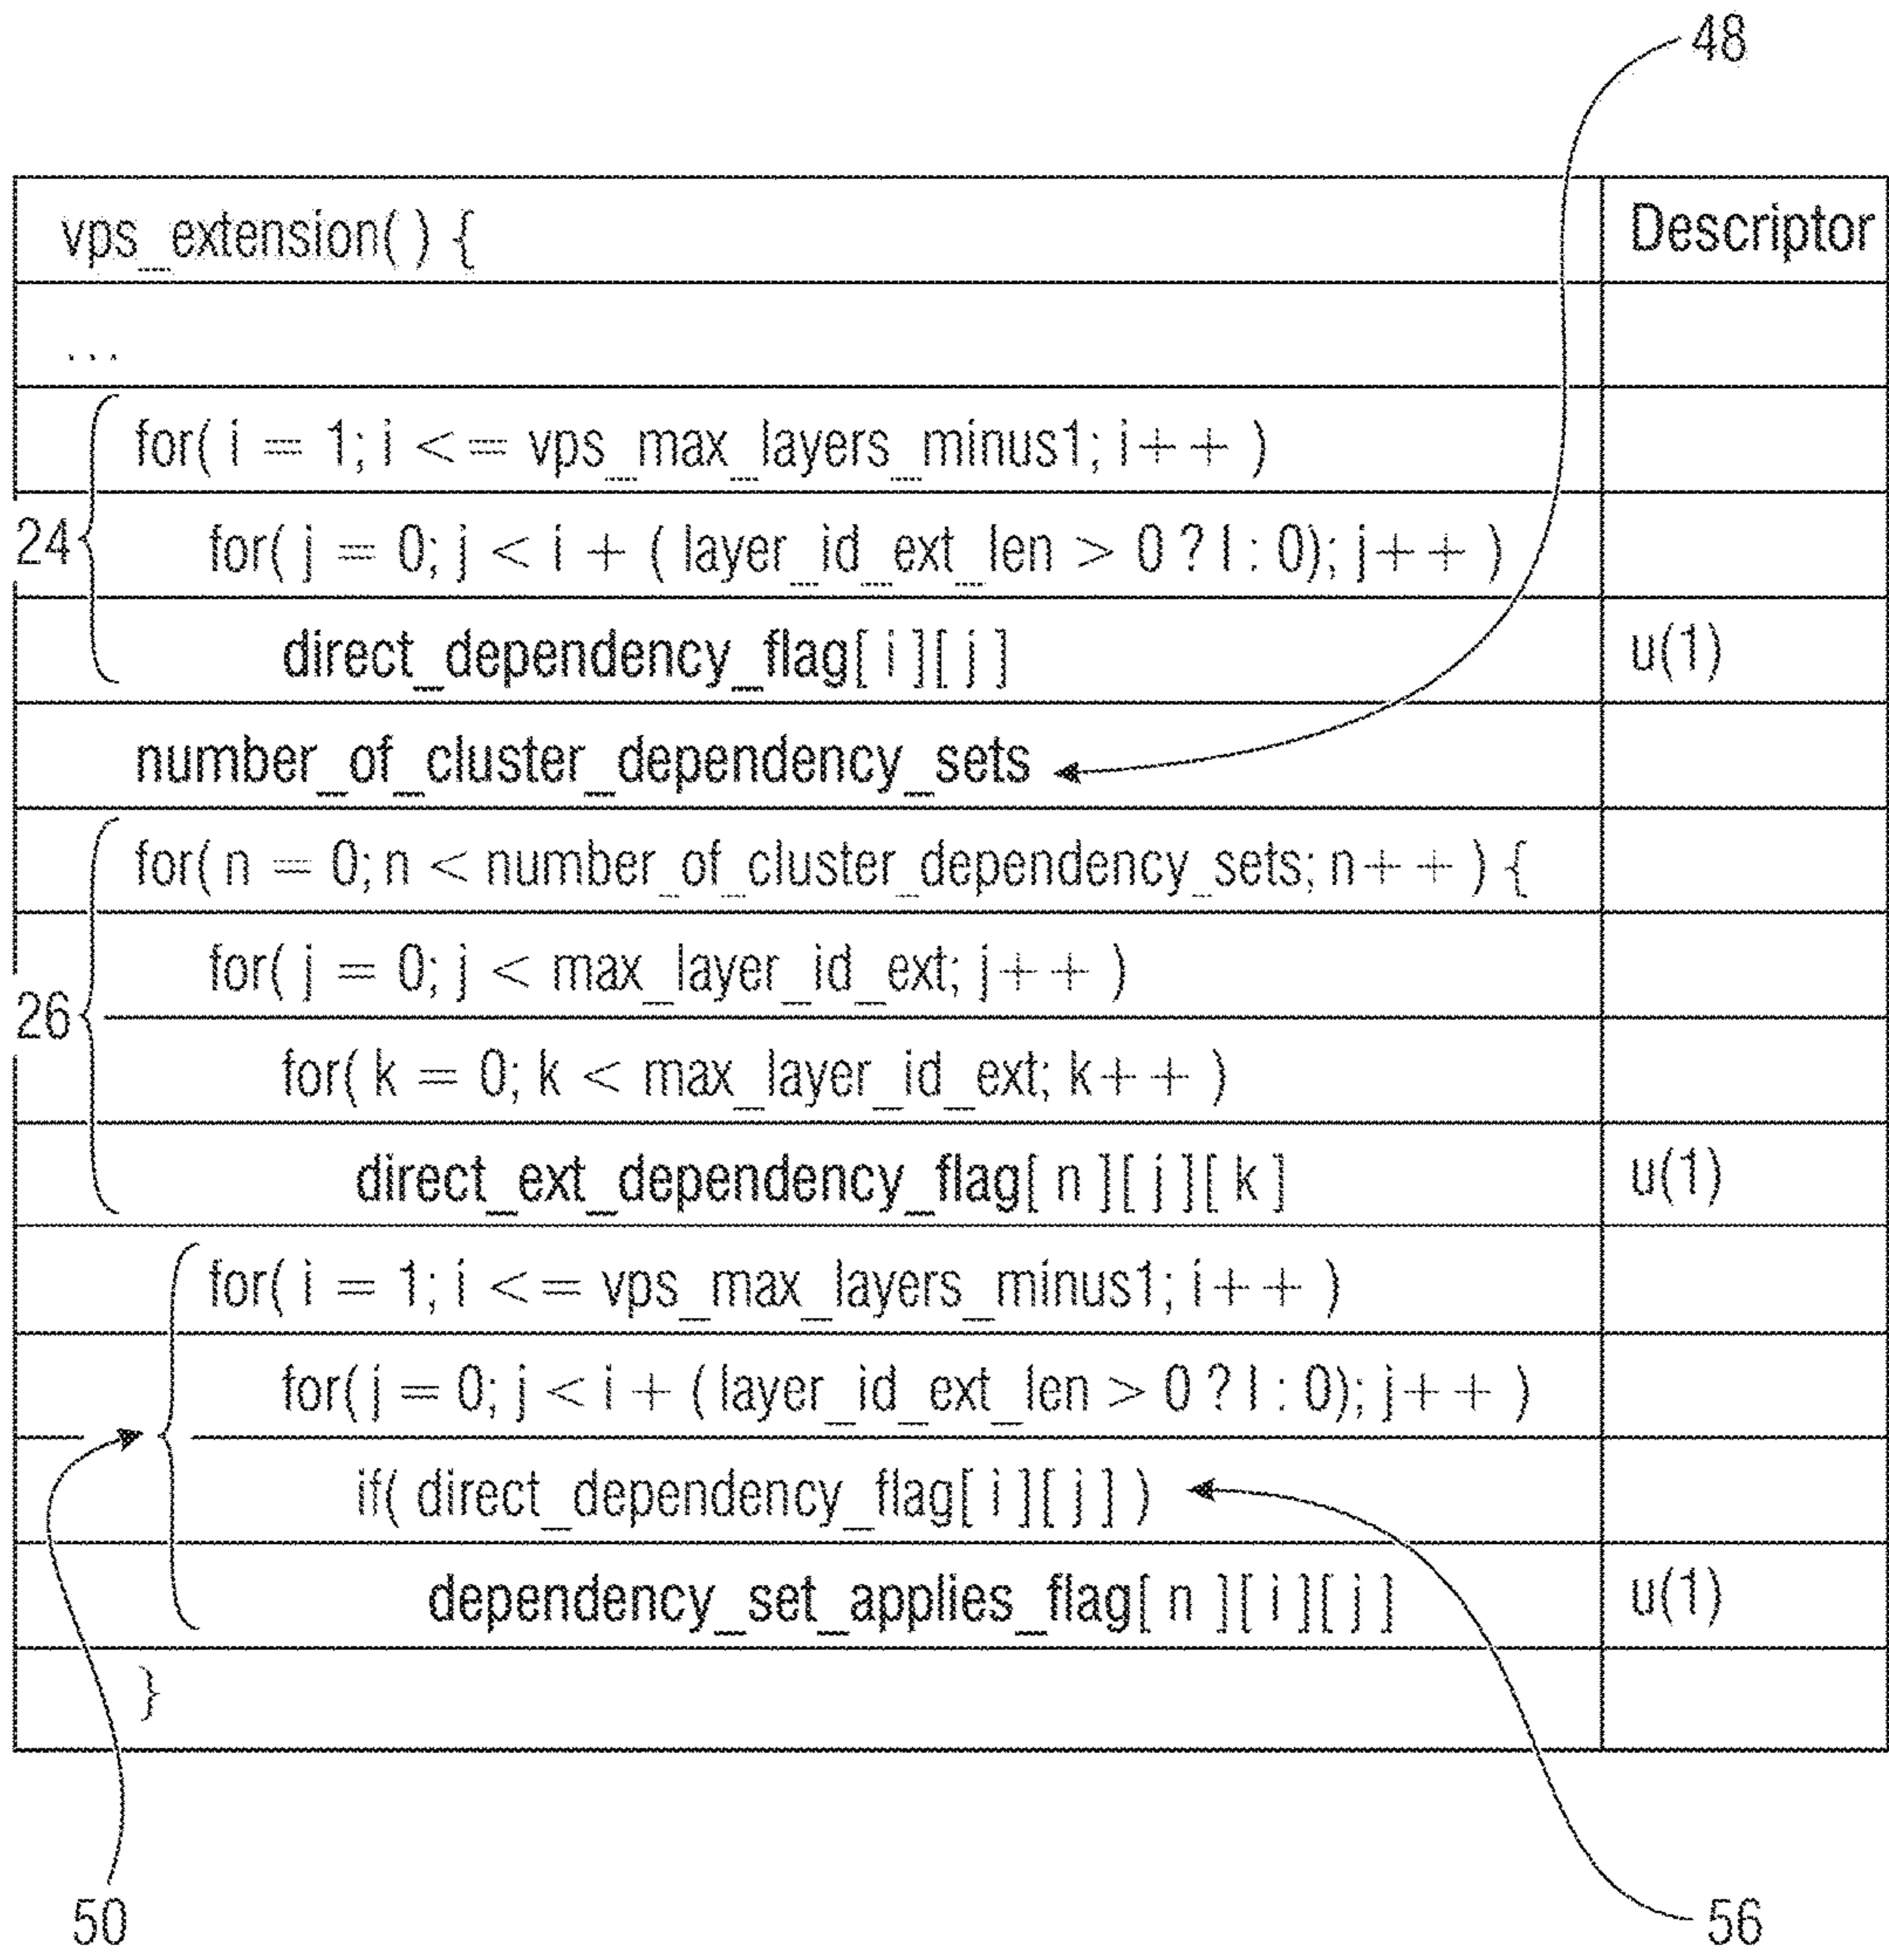 48
vps_extension( ) { Descriptor
...
for( i = 1; i <= vps_max_layers_minus1; i++ )
24 for( j = 0; j < i + ( layer_id_ext_len > 0 ? l : 0); j++ )
direct_dependency_flag[ i ][ j ] u(1)
number_of_cluster_dependency_sets
for( n = 0; n < number_of_cluster_dependency_sets; n++ ) {
for( j = 0; j < max_layer_id_ext; j++ )
26
for( k = 0; k < max_layer_id_ext; k++ )
direct_ext_dependency_flag[ n ][ j ][ k ] u(1)
for( i = 1; i <= vps_max_layers_minus1; i++ )
for( j = 0; j < i + ( layer_id_ext_len > 0 ? l : 0); j++ )
if( direct_dependency_flag[ i ][ j ] )
dependency_set_applies_flag[ n ][ i ][ j ] u(1)
}
50 56